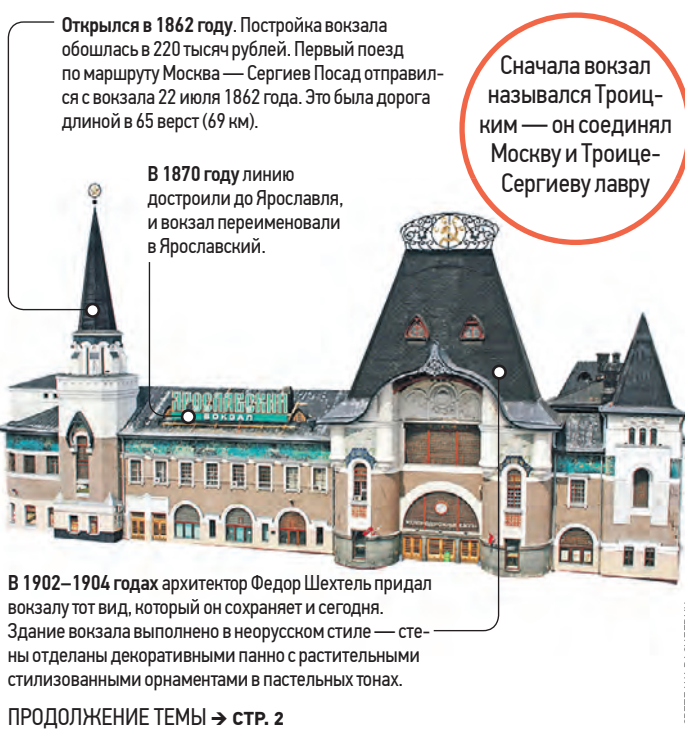 Открылся в 1862 году. Постройка вокзала
обошлась в 220 тысяч рублей. Первый поезд
по маршруту Москва — Сергиев Посад отправил-
ся с вокзала 22 июля 1862 года. Это была дорога
длиной в 65 верст (69 км).
Сначала вокзал
назывался Троиц-
ким — он соединял
Москву и Троице-
Сергиеву лавру
В 1870 году линию
достроили до Ярославля,
и вокзал переименовали
в Ярославский.
ЯРОСЛАВСКИЙ
ВОКЗАЛ
В 1902–1904 годах архитектор Федор Шехтель придал
вокзалу тот вид, который он сохраняет и сегодня.
Здание вокзала выполнено в неорусском стиле — сте-
ны отделаны декоративными панно с растительными
стилизованными орнаментами в пастельных тонах.
ПРОДОЛЖЕНИЕ ТЕМЫ → СТР. 2